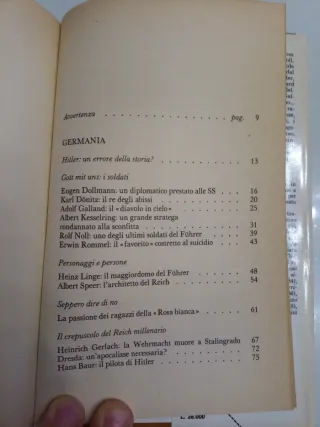 Avvertenza . . . . . . . . . . . . . pag. 9
GERMANIA
Hitler: un errore della storia? . . . . . . . . 13
Gott mit uns: i soldati
Eugen Dollmann: un diplomatico prestato alle SS . . . 16
Karl Dönitz: il re degli abissi . . . . . . . . 20
Adolf Galland: il «diavolo in cielo» . . . . . . 25
Albert Kesselring: un grande stratega
condannato alla sconfitta . . . . . . . . . 31
Rolf Noll: uno degli ultimi soldati del Führer . . . . 39
Erwin Rommel: il «favorito» costretto al suicidio . . . 43
Personaggi e persone
Heinz Linge: il maggiordomo del Führer . . . . . 48
Albert Speer: l'architetto del Reich . . . . . . 54
Seppero dire di no
La passione dei ragazzi della «Rosa bianca» . . . . 61
Il crepuscolo del Reich millenario
Heinrich Gerlach: la Wehrmacht muore a Stalingrado . 67
Dresda: un'apocalisse necessaria? . . . . . . . 72
Hans Baur: il pilota di Hitler . . . . . . . . 75